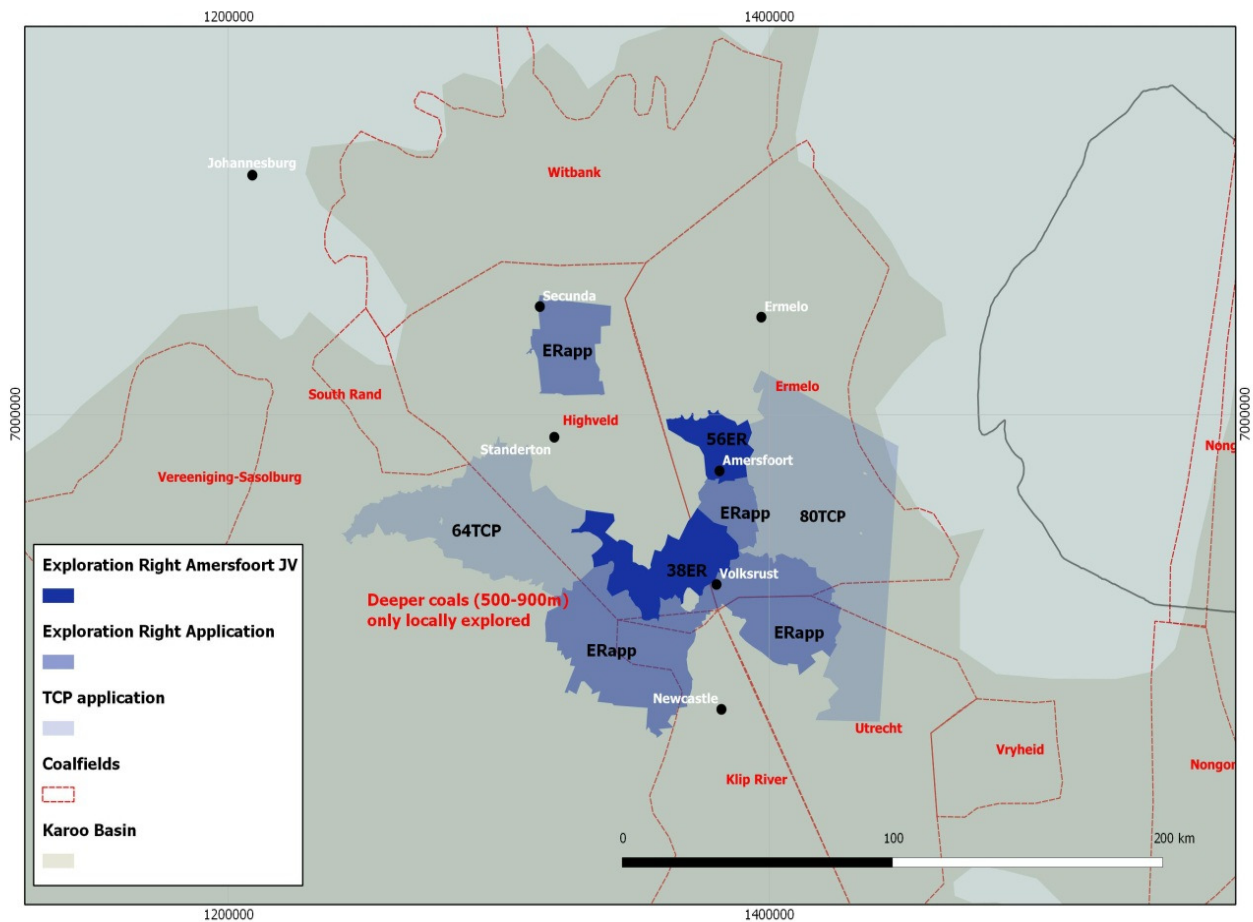 1200000
1400000
Johannesburg
Witbank
Secunda
Ermelo
ERapp
Ermelo
South Rand
Highveld
7000000
7000000
56ER
Standerton
Amersfoort
Nong
Vereeniging-Sasolburg
ERapp
80TCP
64TCP
38ER
Volksrust
Deeper coals (500-900m)
only locally explored
ERapp
ERapp
Newcastle
Utrecht
Vryheid
Nongor
Klip River
Exploration Right Amersfoort JV
Exploration Right Application
TCP application
Coalfields
Karoo Basin
0
100
200 km
1200000
1400000